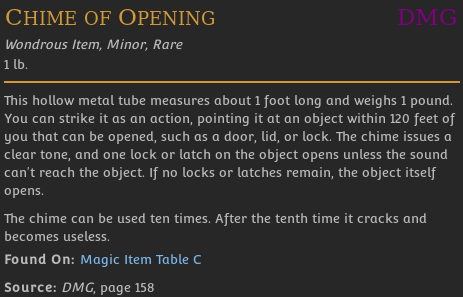 Chime of Opening DMG
Wondrous Item, Minor, Rare
1 lb.
This hollow metal tube measures about 1 foot long and weighs 1 pound.
You can strike it as an action, pointing it at an object within 120 feet of
you that can be opened, such as a door, lid, or lock. The chime issues a
clear tone, and one lock or latch on the object opens unless the sound
can't reach the object. If no locks or latches remain, the object itself
opens.
The chime can be used ten times. After the tenth time it cracks and
becomes useless.
Found On: Magic Item Table C
Source: DMG, page 158